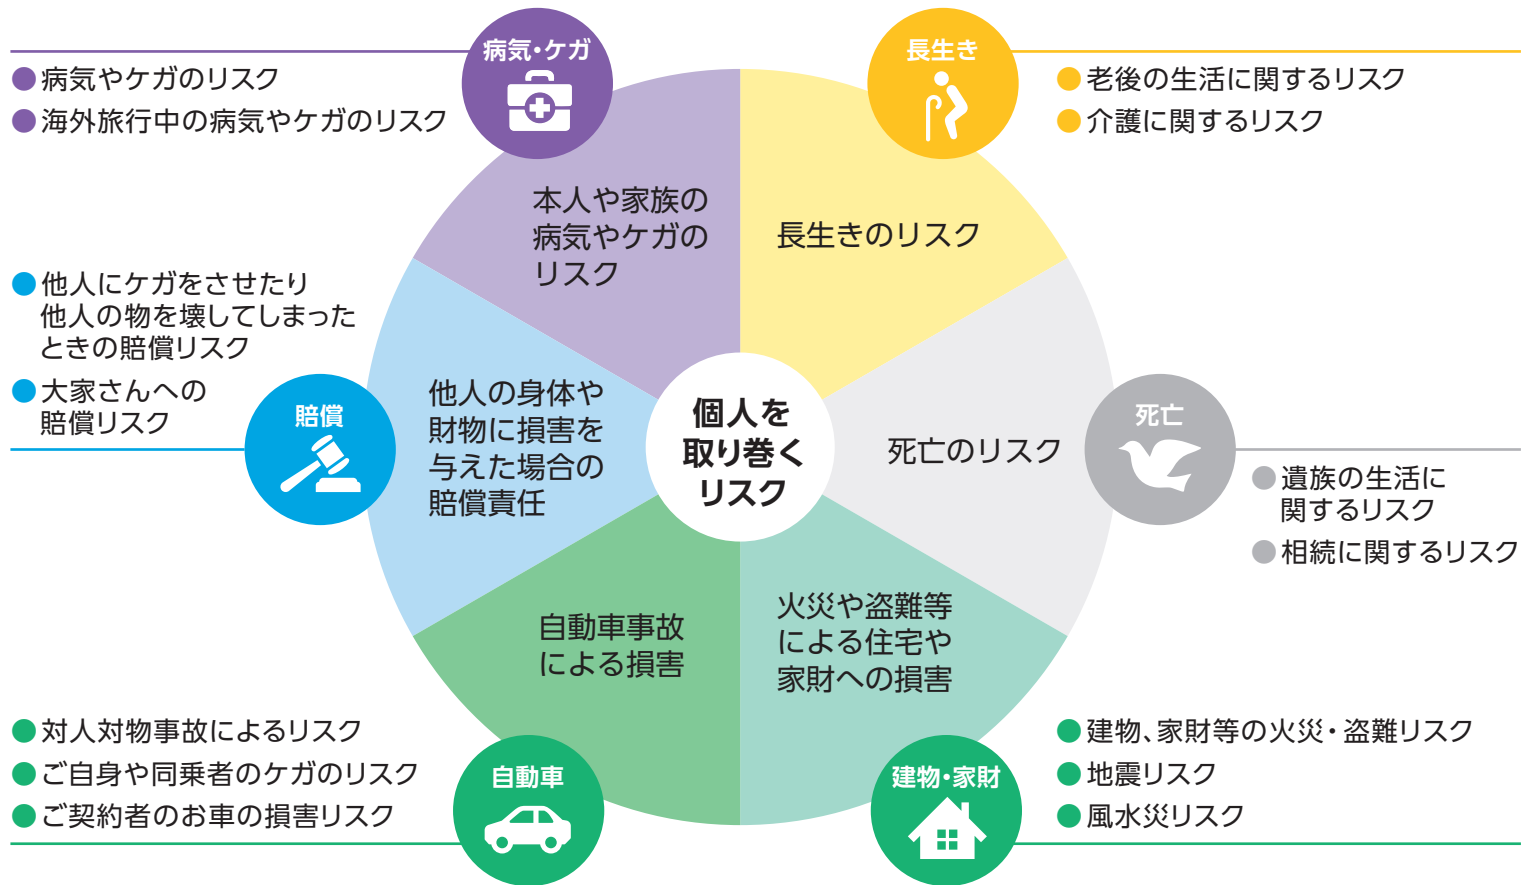 病気・ケガ
●病気やケガのリスク
●海外旅行中の病気やケガのリスク
長生き
●老後の生活に関するリスク
●介護に関するリスク
本人や家族の
病気やケガの
リスク
長生きのリスク
●他人にケガをさせたり
他人の物を壊してしまった
ときの賠償リスク
●大家さんへの
賠償リスク
賠償
他人の身体や
財物に損害を
与えた場合の
賠償責任
個人を
取り巻く
リスク
死亡のリスク
死亡
●遺族の生活に
関するリスク
●相続に関するリスク
自動車事故
による損害
火災や盗難等
による住宅や
家財への損害
●対人対物事故によるリスク
●ご自身や同乗者のケガのリスク
●ご契約者のお車の損害リスク
自動車
建物・家財
●建物、家財等の火災・盗難リスク
●地震リスク
●風水災リスク